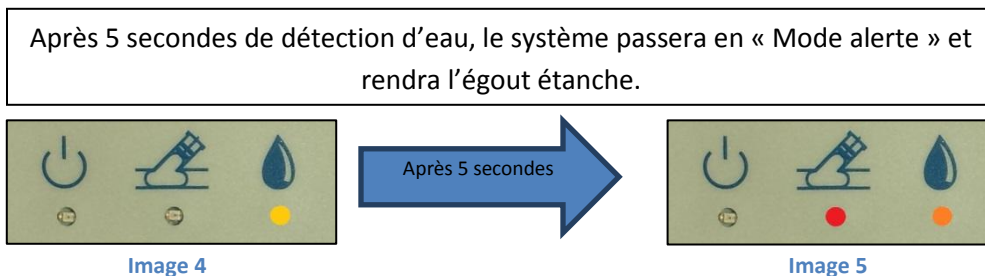 Après 5 secondes de détection d’eau, le système passera en « Mode alerte » et
rendra l’égout étanche.
Après 5 secondes
Image 4
Image 5